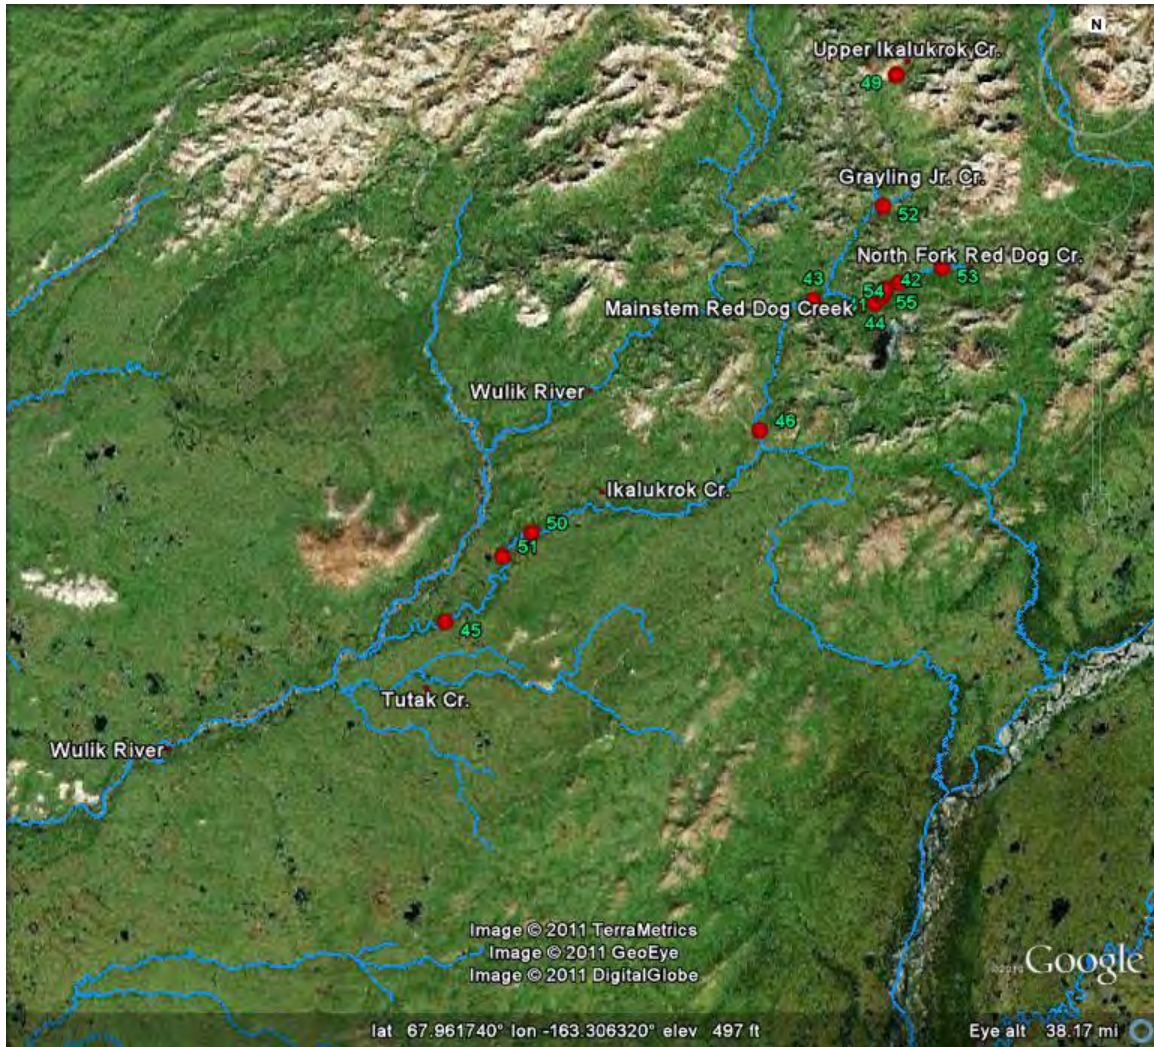 N
Upper Ikalukrok Cr.
49
Grayling Jr. Cr.
52
North Fork Red Dog Cr.
43
54
42
53
Mainstem Red Dog Creek
41
55
44
Wulik River
46
Ikalukrok Cr.
50
51
45
Tutak Cr.
Wulik River
Image © 2011 TerraMetrics
Image © 2011 GeoEye
Image © 2011 DigitalGlobe
Google
lat 67.961740° lon -163.306320° elev 497 ft
Eye alt 38.17 mi